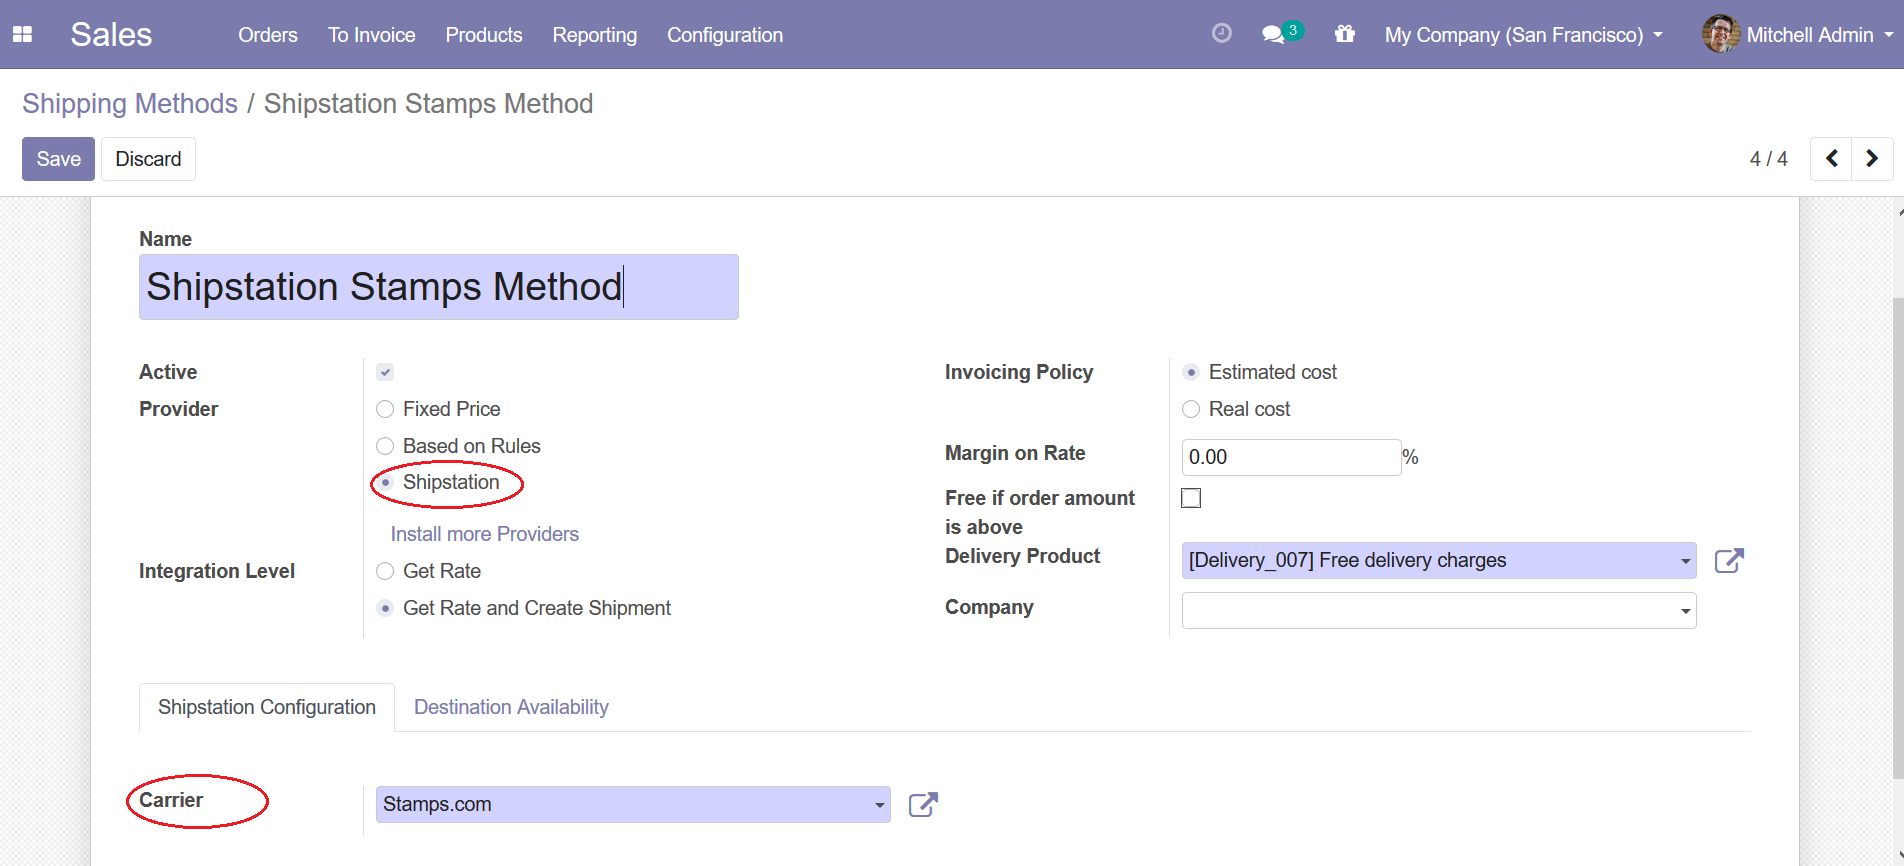 Sales Orders To Invoice Products Reporting Configuration 3 My Company (San Francisco) Mitchell Admin
Shipping Methods / Shipstation Stamps Method
Save Discard 4 / 4
Name
Shipstation Stamps Method
Active
Provider
Fixed Price
Based on Rules
Shipstation
Install more Providers
Integration Level
Get Rate
Get Rate and Create Shipment
Invoicing Policy
Estimated cost
Real cost
Margin on Rate
0.00 %
Free if order amount
is above
Delivery Product
[Delivery_007] Free delivery charges
Company
Shipstation Configuration Destination Availability
Carrier
Stamps.com